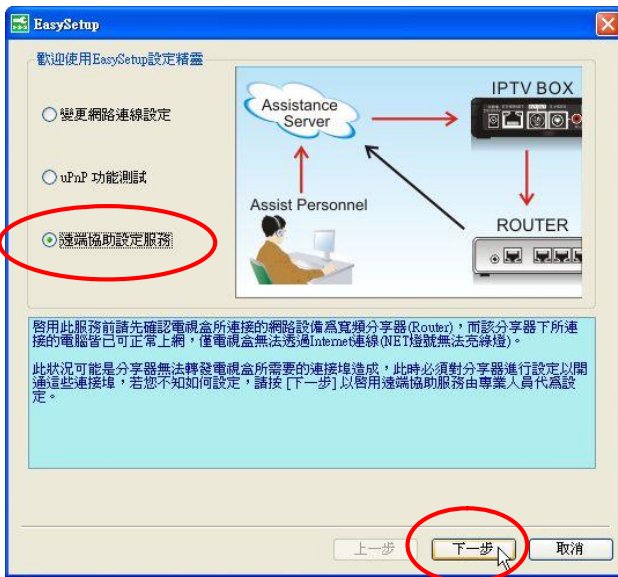 EasySetup
歡迎使用EasySetup設定精靈
變更網路連線設定
uPnP 功能測試
遠端協助設定服務
Assistance
Server
IPTV BOX
Assist Personnel
ROUTER
啓用此服務前請先確認電視盒所連接的網路設備為寬頻分享器(Router)，而該分享器下所連
接的電腦皆已可正常上網，僅電視盒無法透過Internet連線(NET燈號無法亮綠燈)。
此狀況可能是分享器無法轉發電視盒所需要的連接埠造成，此時必須對分享器進行設定以開
通這些連接埠，若您不知如何設定，請按 [下一步] 以啓用遠端協助服務由專業人員代為設
定。
上一步
下一步
取消